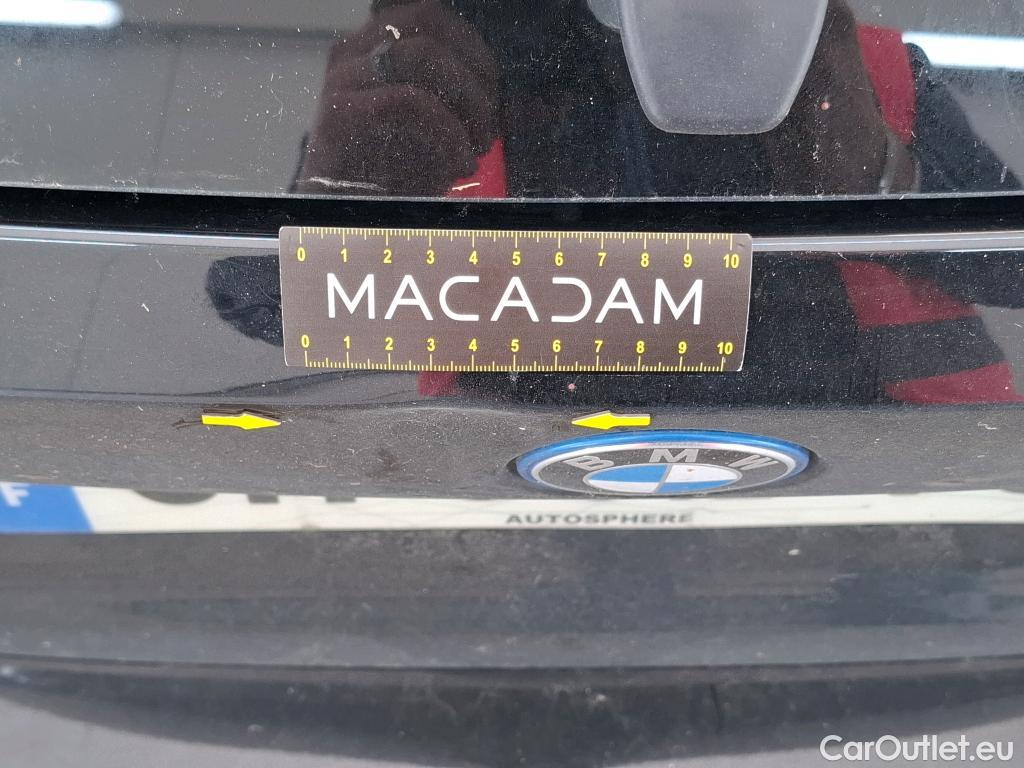 0 1 2 3 4 5 6 7 8 9 10
MACADAM
0 1 2 3 4 5 6 7 8 9 10
BMW
F
AUTOSPHERE
CarOutlet.eu